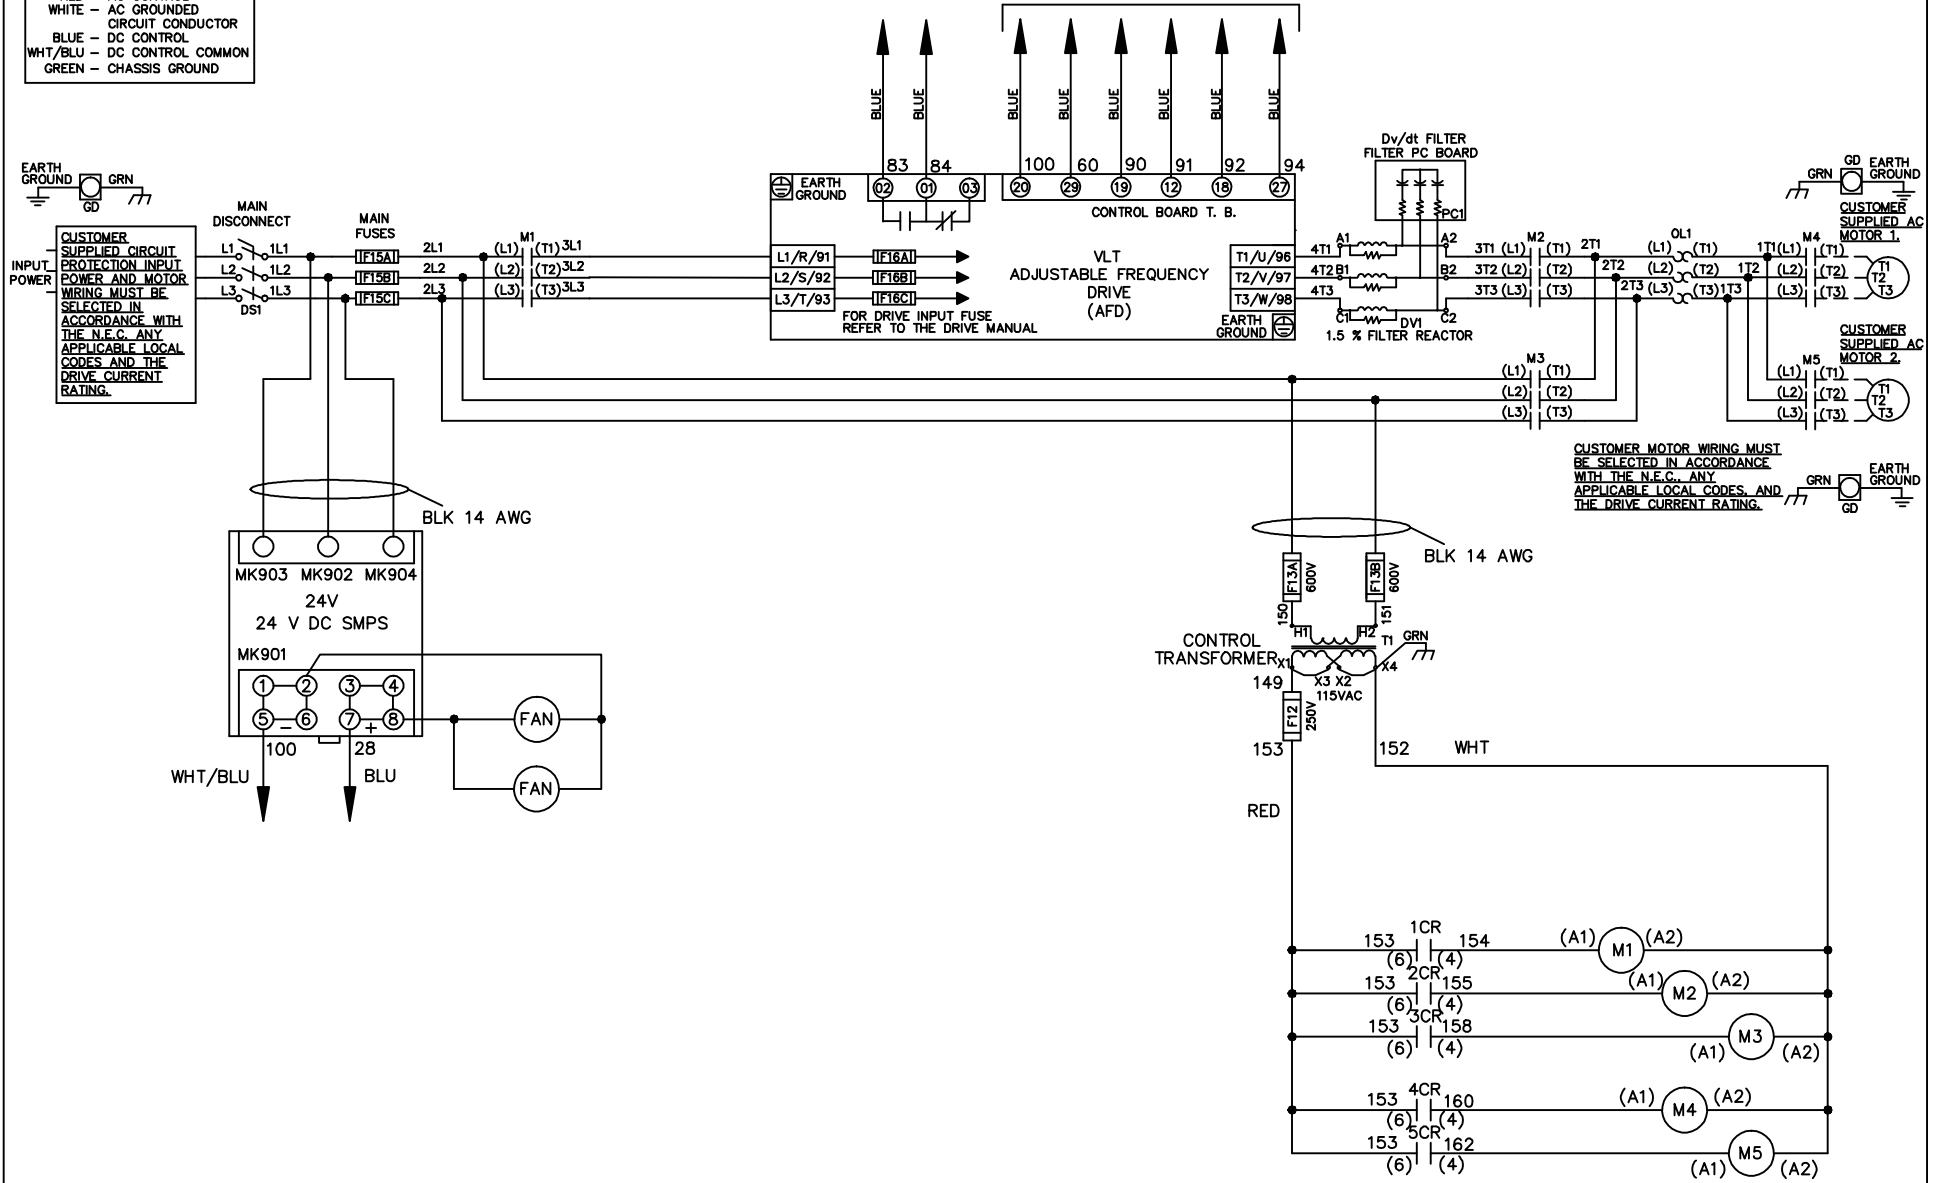 WHITE – AC GROUNDED
CIRCUIT CONDUCTOR
BLUE – DC CONTROL
WHT/BLU – DC CONTROL COMMON
GREEN – CHASSIS GROUND
BLUE BLUE BLUE BLUE BLUE BLUE BLUE BLUE
83 84 100 60 90 91 92 94
02 01 03 20 29 19 12 18 27
EARTH
GROUND
GRN
GD
MAIN
DISCONNECT
MAIN
FUSES
INPUT
POWER
CUSTOMER
SUPPLIED CIRCUIT
PROTECTION INPUT
POWER AND MOTOR
WIRING MUST BE
SELECTED IN
ACCORDANCE WITH
THE N.E.C. ANY
APPLICABLE LOCAL
CODES AND THE
DRIVE CURRENT
RATING.
L1 1L1 F15A 2L1 (L1) M1 (T1) 3L1
L2 1L2 F15B 2L2 (L2) (T2) 3L2
L3 1L3 F15C 2L3 (L3) (T3) 3L3
DS1
EARTH
GROUND
CONTROL BOARD T. B.
L1/R/91 F16A
L2/S/92 F16B
L3/T/93 F16C
FOR DRIVE INPUT FUSE
REFER TO THE DRIVE MANUAL
VLT
ADJUSTABLE FREQUENCY
DRIVE
(AFD)
T1/U/96
T2/V/97
T3/W/98
EARTH
GROUND
Dv/dt FILTER
FILTER PC BOARD
PC1
4T1 A1 A2
4T2 B1 B2
4T3 C1 C2
DV1
1.5 % FILTER REACTOR
3T1 (L1) M2 (T1) 2T1 (L1) OL1 (T1) 1T1 (L1) M4 (T1)
3T2 (L2) (T2) 2T2 (L2) (T2) 1T2 (L2) (T2)
3T3 (L3) (T3) 2T3 (L3) (T3) 1T3 (L3) (T3)
GRN
GD
EARTH
GROUND
CUSTOMER
SUPPLIED AC
MOTOR 1.
T1
T2
T3
CUSTOMER
SUPPLIED AC
MOTOR 2.
M3
(L1) (T1)
(L2) (T2)
(L3) (T3)
M5
(L1) (T1)
(L2) (T2)
(L3) (T3)
T1
T2
T3
CUSTOMER MOTOR WIRING MUST
BE SELECTED IN ACCORDANCE
WITH THE N.E.C., ANY
APPLICABLE LOCAL CODES, AND
THE DRIVE CURRENT RATING.
GRN
GD
EARTH
GROUND
BLK 14 AWG
MK903 MK902 MK904
24V
24 V DC SMPS
MK901
1 2 3 4
5 – 6 7 + 8
100 28
WHT/BLU BLU
FAN
FAN
BLK 14 AWG
F13A 600V
F13B 600V
150 151
H1 H2 T1 GRN
CONTROL
TRANSFORMER
X1 X3 X2 X4
115VAC
149
F12 250V
153
152 WHT
RED
1CR
153 154 (A1) M1 (A2)
(6) (4)
2CR
153 155 (A1) M2 (A2)
(6) (4)
3CR
153 158 M3
(6) (4) (A1) (A2)
4CR
153 160 (A1) M4 (A2)
(6) (4)
5CR
153 162 M5
(6) (4) (A1) (A2)